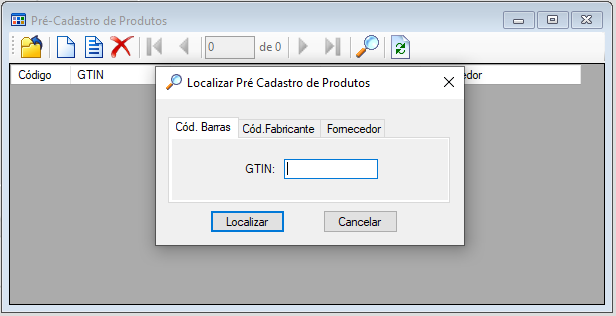 Pré-Cadastro de Produtos
0 de 0
Código GTIN
Localizar Pré Cadastro de Produtos
Cód. Barras Cód.Fabricante Fornecedor
GTIN:
Localizar Cancelar